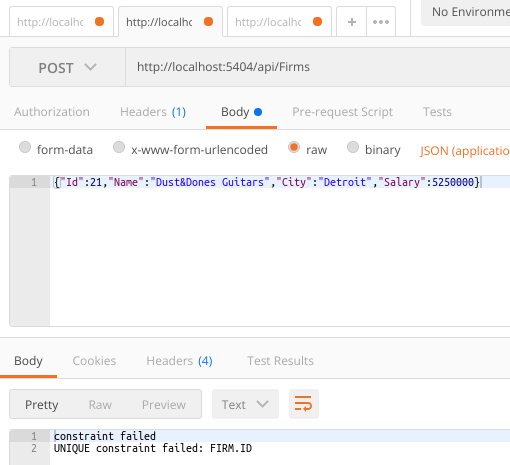 http://localhc http://localhc http://localhc + ••• No Environme
POST http://localhost:5404/api/Firms
Authorization Headers (1) Body Pre-request Script Tests
form-data x-www-form-urlencoded raw binary JSON (applicatio
1 {"Id":21,"Name":"Dust&Dones Guitars","City":"Detroit","Salary":5250000}
Body Cookies Headers (4) Test Results
Pretty Raw Preview Text
1 constraint failed
2 UNIQUE constraint failed: FIRM.ID